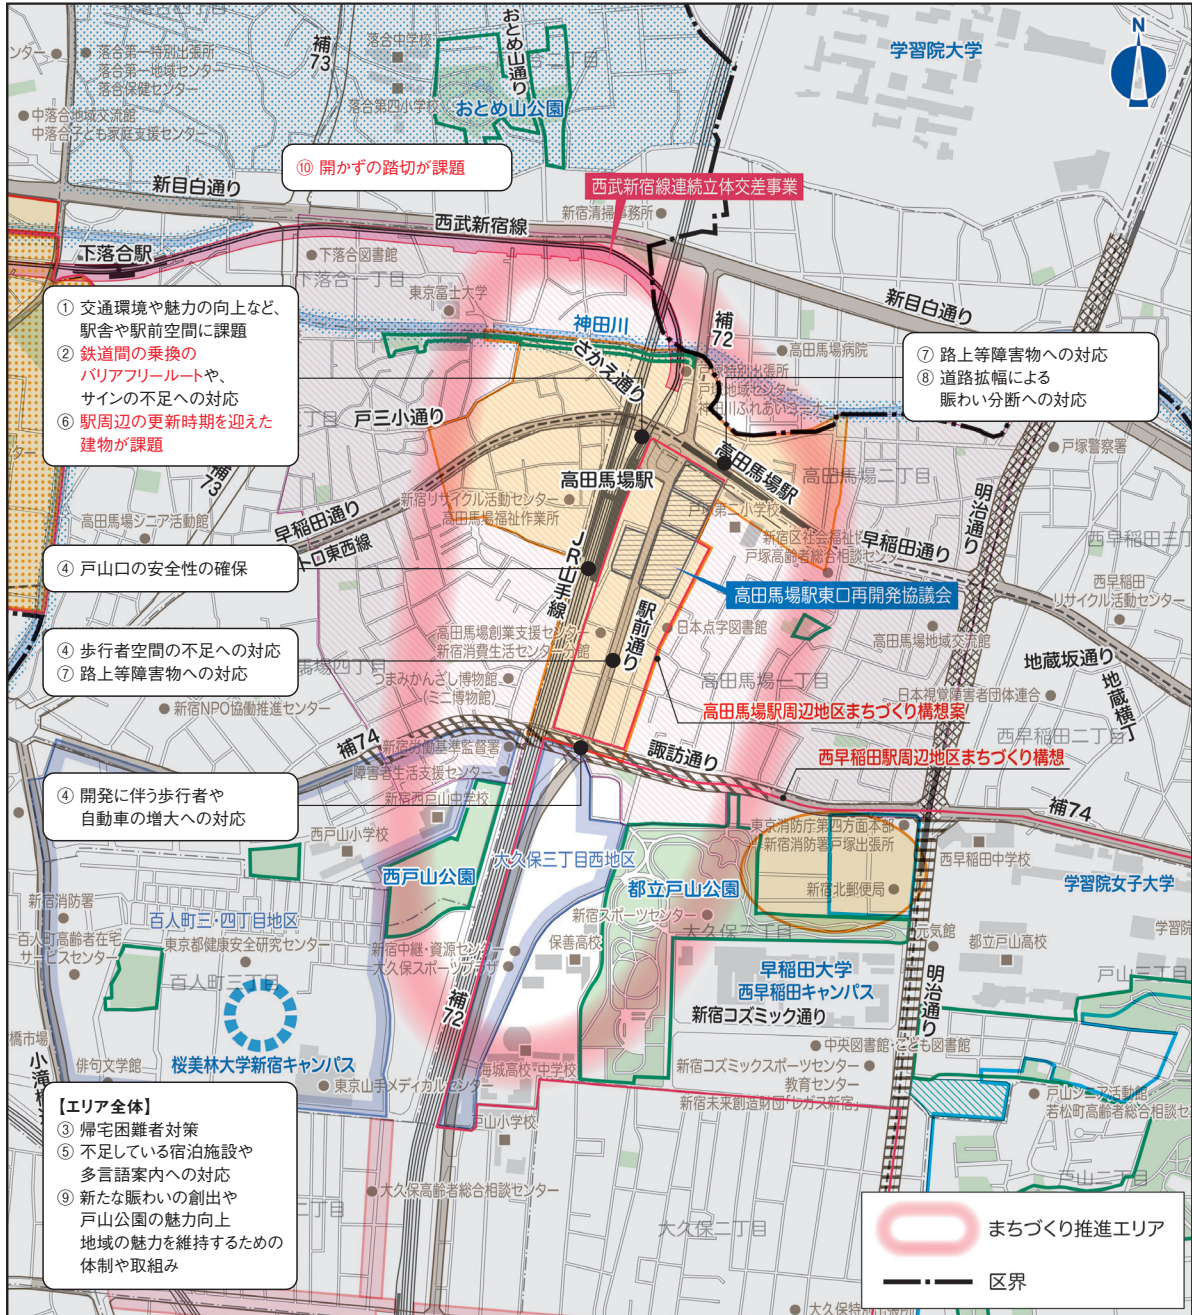 落合第一特別出張所
落合第一地域センター
落合保健センター
中落合地域交流館
中落合子ども家庭支援センター
補73
落合中学校
落合第四小学校
おとめ山通り
おとめ山公園
学習院大学
N
⑩ 開かずの踏切が課題
西武新宿線連続立体交差事業
新宿清掃事務所
新目白通り
西武新宿線
下落合駅
下落合図書館
下落合一丁目
東京富士大学
神田川
補72
新目白通り
高田馬場病院
① 交通環境や魅力の向上など、
駅舎や駅前空間に課題
② 鉄道間の乗換の
バリアフリールートや、
サインの不足への対応
⑥ 駅周辺の更新時期を迎えた
建物が課題
⑦ 路上等障害物への対応
⑧ 道路拡幅による
賑わい分断への対応
さかえ通り
戸塚特別出張所
戸塚地域センター
神田川ふれあいコーナー
戸三小通り
補73
高田馬場駅
高田馬場駅
高田馬場二丁目
戸塚警察署
明治通り
新宿リサイクル活動センター
高田馬場福祉作業所
戸塚第二小学校
高田馬場シニア活動館
早稲田通り
早稲田通り
戸塚高齢者総合相談センター
西早稲田三丁
西早稲田
リサイクル活動センター
④ 戸山口の安全性の確保
JR山手線
高田馬場駅東口再開発協議会
駅前通り
高田馬場創業支援センター
新宿消費生活センター分館
日本点字図書館
高田馬場地域交流館
地蔵坂通り
地蔵横丁
④ 歩行者空間の不足への対応
⑦ 路上等障害物への対応
馬場四丁目
つまみかんざし博物館
(ミニ博物館)
高田馬場一丁目
日本視覚障害者団体連合
新宿NPO協働推進センター
高田馬場駅周辺地区まちづくり構想案
西早稲田二丁目
補74
新宿労働基準監督署
諏訪通り
西早稲田駅周辺地区まちづくり構想
障害者生活支援センター
④ 開発に伴う歩行者や
自動車の増大への対応
新宿西戸山中学校
補74
西戸山小学校
西戸山公園
大久保三丁目西地区
東京消防庁第四方面本部
新宿消防署戸塚出張所
西早稲田中学校
都立戸山公園
新宿北郵便局
学習院女子大学
新宿消防署
百人町三・四丁目地区
新宿スポーツセンター
大久保三丁目
百人町高齢者在宅
サービスセンター
東京都健康安全研究センター
新宿中継・資源センター
大久保スポーツプラザ
保善高校
元気館
都立戸山高校
学習院
百人町三丁目
早稲田大学
西早稲田キャンパス
戸山三丁目
補72
新宿コズミック通り
明治通り
橋市場
桜美林大学新宿キャンパス
中央図書館・こども図書館
俳句文学館
東京山手メディカルセンター
海城高校・中学校
新宿コズミックスポーツセンター
教育センター
新宿未来創造財団「レガス新宿」
戸山シニア活動館
若松町高齢者総合相談セ
戸山小学校
【エリア全体】
③ 帰宅困難者対策
⑤ 不足している宿泊施設や
多言語案内への対応
⑨ 新たな賑わいの創出や
戸山公園の魅力向上
地域の魅力を維持するための
体制や取組み
戸山二丁目
大久保高齢者総合相談センター
大久保二丁目
まちづくり推進エリア
区界